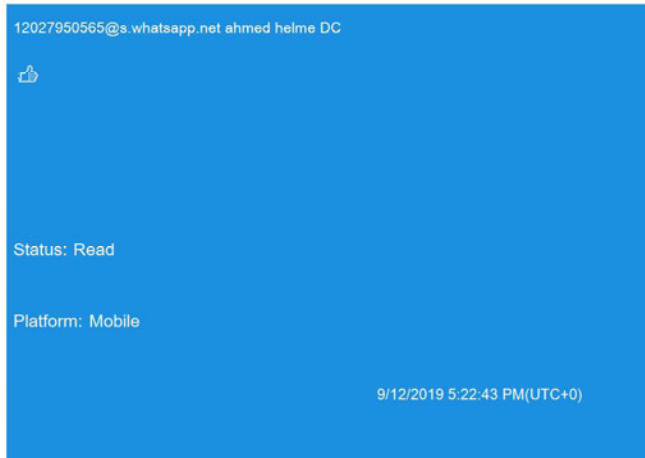 12027950565@s.whatsapp.net ahmed helme DC
👍
Status: Read
Platform: Mobile
9/12/2019 5:22:43 PM(UTC+0)